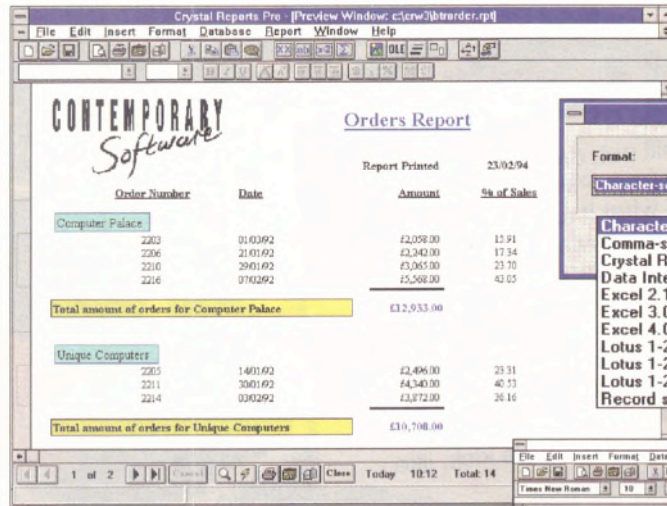 Crystal Reports Pro - [Preview Window: c:\crw3\btrorder.rpt]
File Edit Insert Format Database Report Window Help
OLE
CONTEMPORARY
Software
Orders Report
Report Printed 23/02/94
Order Number Date Amount % of Sales
Computer Palace
2203 01/03/92 £2,058.00 15.91
2206 21/01/92 £2,242.00 17.34
2210 29/01/92 £3,065.00 23.70
2216 07/02/92 £5,568.00 43.05
Total amount of orders for Computer Palace £12,933.00
Unique Computers
2205 14/01/92 £2,496.00 23.31
2211 30/01/92 £4,340.00 40.53
2214 03/02/92 £3,872.00 36.16
Total amount of orders for Unique Computers £10,708.00
1 of 2 Cancel Close Today 10:12 Total: 14
Format:
Character-se
Characte
Comma-s
Crystal R
Data Inte
Excel 2.1
Excel 3.0
Excel 4.0
Lotus 1-2
Lotus 1-2
Lotus 1-2
Record s
File Edit Insert Format Data
Times New Roman 10